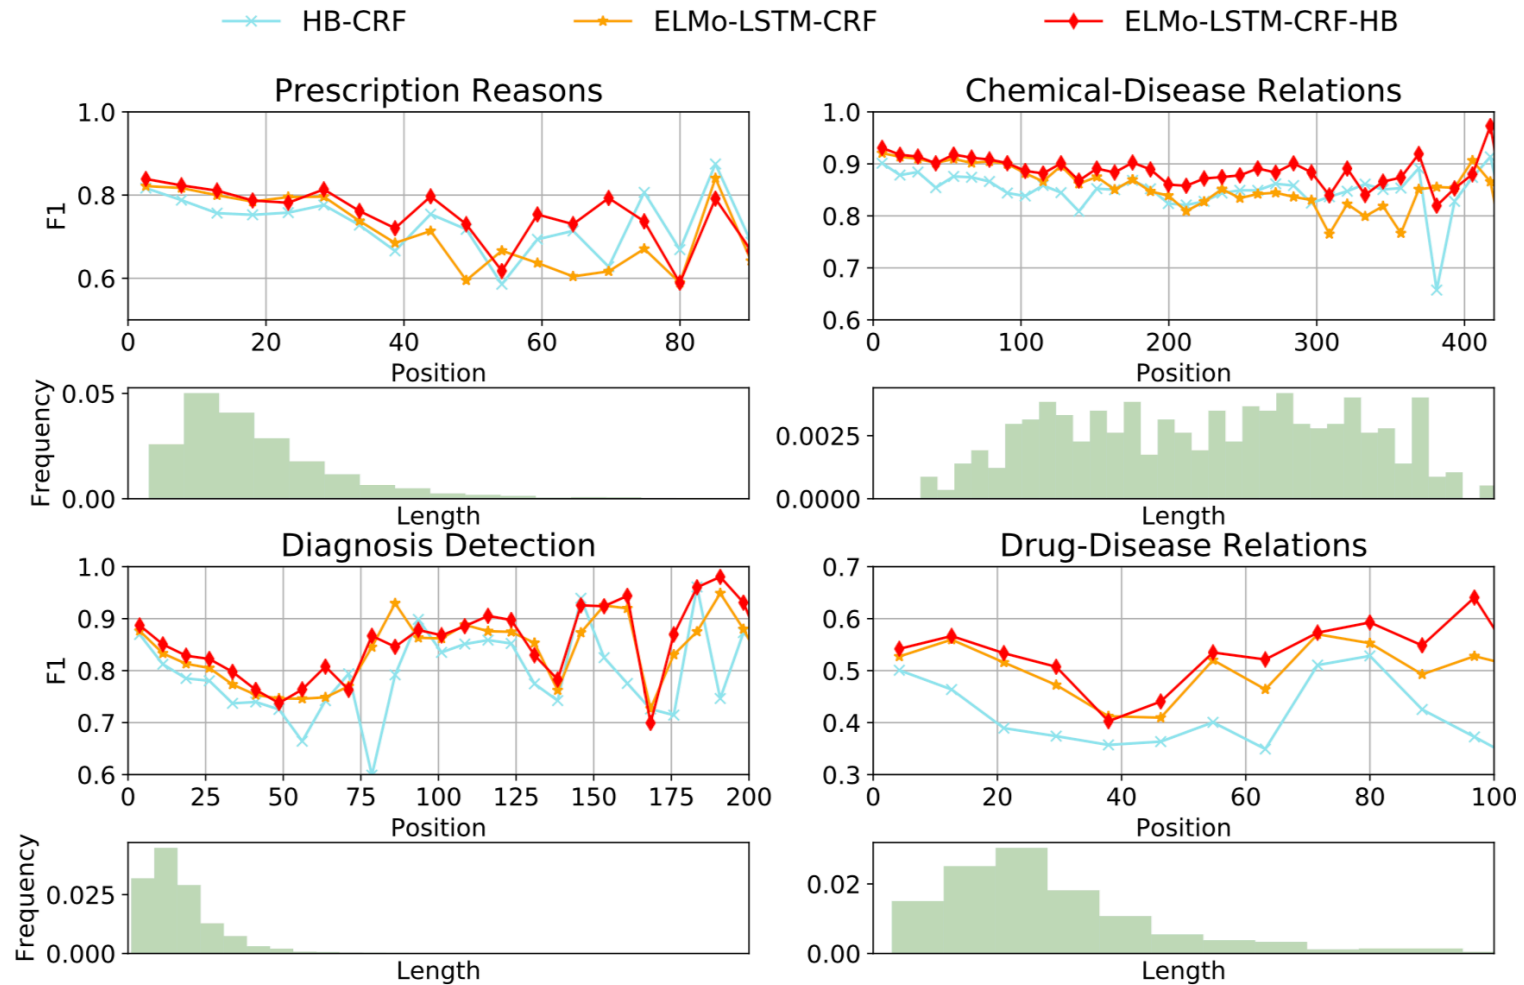 HB-CRF ELMo-LSTM-CRF ELMo-LSTM-CRF-HB
Prescription Reasons
1.0
0.8
0.6
F1
0 20 40 60 80
Position
0.05
0.00
Frequency
Length
Chemical-Disease Relations
1.0
0.9
0.8
0.7
0.6
0 100 200 300 400
Position
0.0025
0.0000
Length
Diagnosis Detection
1.0
0.9
0.8
0.7
0.6
F1
0 25 50 75 100 125 150 175 200
Position
0.025
0.000
Frequency
Length
Drug-Disease Relations
0.7
0.6
0.5
0.4
0.3
0 20 40 60 80 100
Position
0.02
0.00
Length